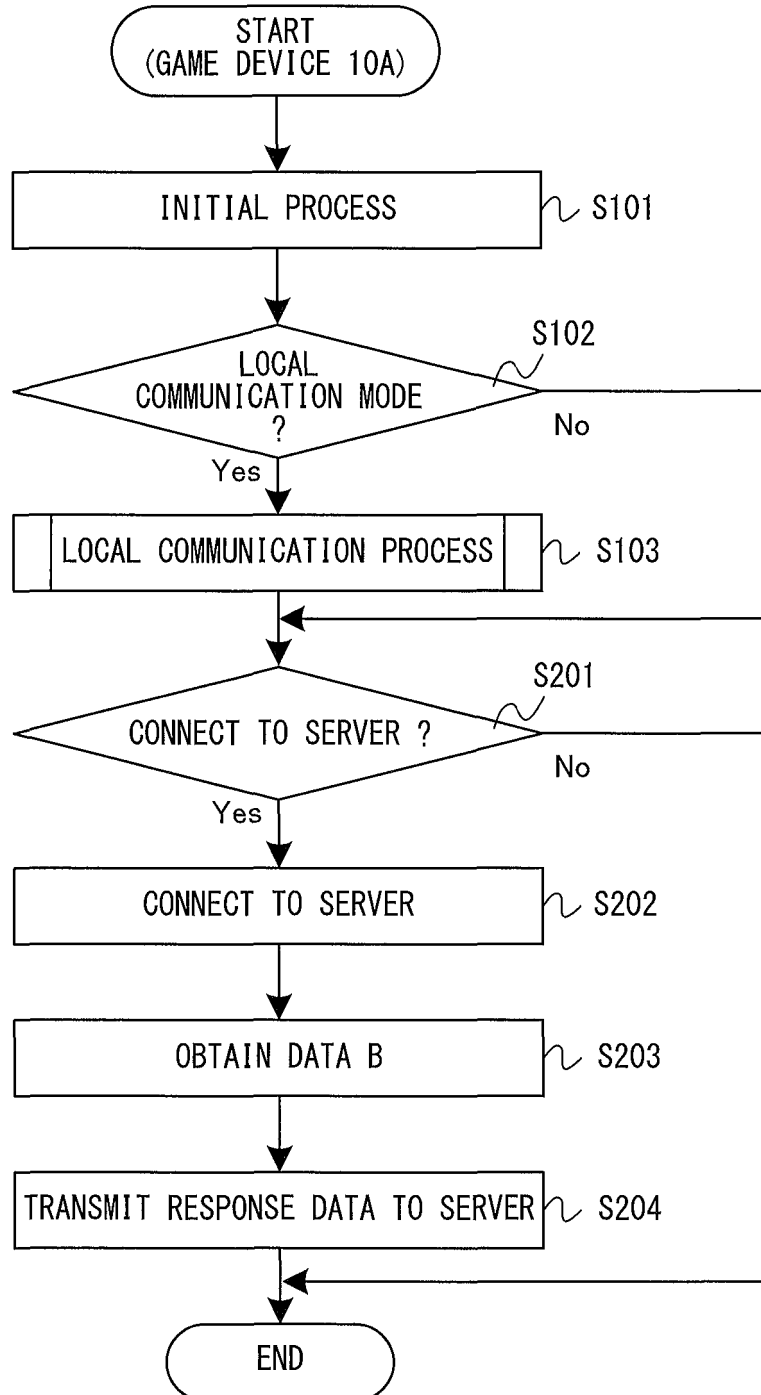 START
(GAME DEVICE 10A)
INITIAL PROCESS
S101
S102
LOCAL
COMMUNICATION MODE
?
No
Yes
LOCAL COMMUNICATION PROCESS
S103
S201
CONNECT TO SERVER ?
No
Yes
CONNECT TO SERVER
S202
OBTAIN DATA B
S203
TRANSMIT RESPONSE DATA TO SERVER
S204
END